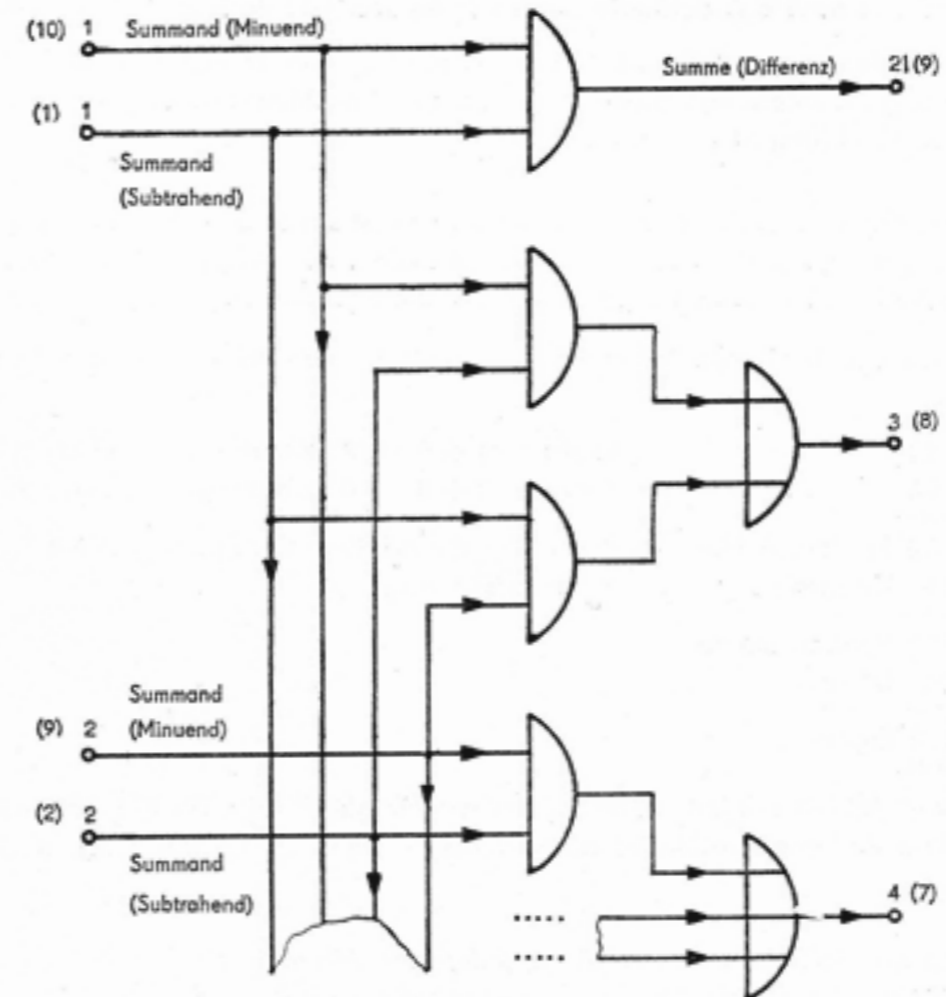 (10) 1 Summand (Minuend)
Summe (Differenz) 21(9)
(1) 1
Summand
(Subtrahend)
3 (8)
Summand
(9) 2 (Minuend)
(2) 2
Summand
(Subtrahend)
4 (7)